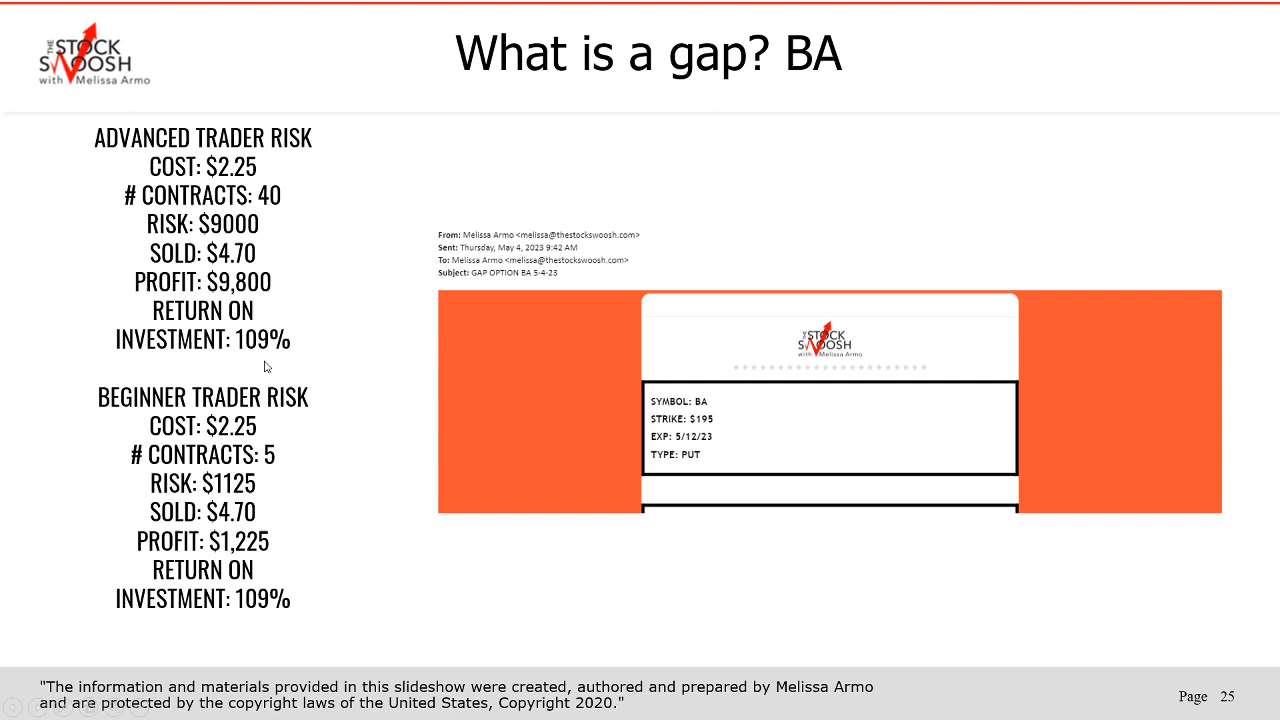 THE
STOCK
SWOOSH
with Melissa Armo
What is a gap? BA
ADVANCED TRADER RISK
COST: $2.25
# CONTRACTS: 40
RISK: $9000
SOLD: $4.70
PROFIT: $9,800
RETURN ON
INVESTMENT: 109%
BEGINNER TRADER RISK
COST: $2.25
# CONTRACTS: 5
RISK: $1125
SOLD: $4.70
PROFIT: $1,225
RETURN ON
INVESTMENT: 109%
From: Melissa Armo <melissa@thestockswoosh.com>
Sent: Thursday, May 4, 2023 9:42 AM
To: Melissa Armo <melissa@thestockswoosh.com>
Subject: GAP OPTION BA 5-4-23
THE
STOCK
SWOOSH
with Melissa Armo
SYMBOL: BA
STRIKE: $195
EXP: 5/12/23
TYPE: PUT
"The information and materials provided in this slideshow were created, authored and prepared by Melissa Armo
and are protected by the copyright laws of the United States, Copyright 2020."
Page 25